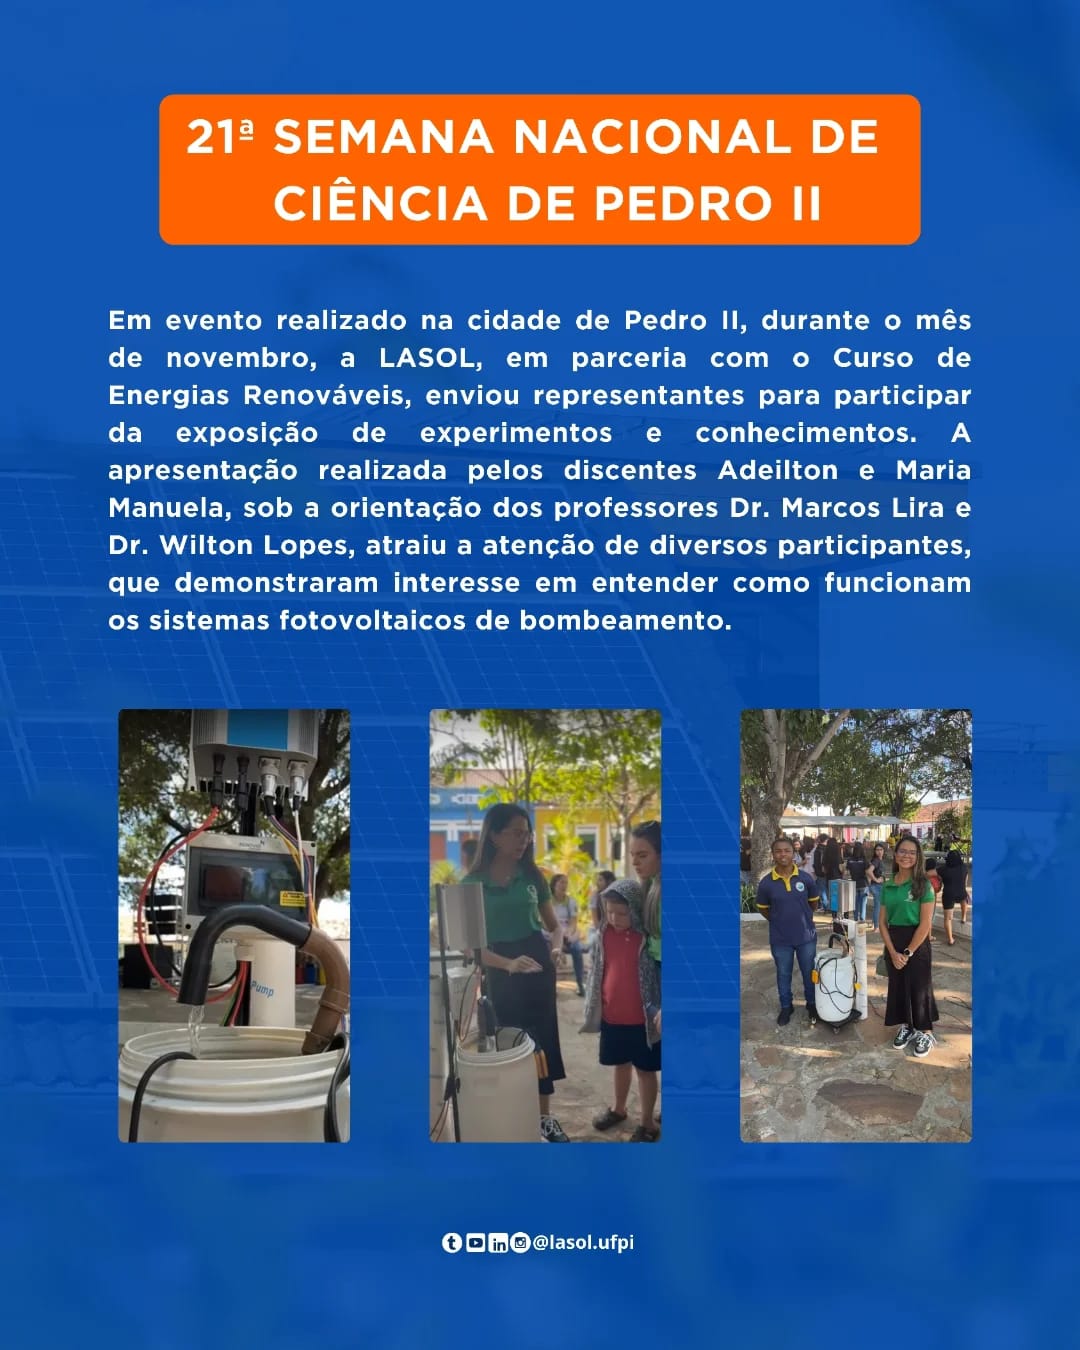 21ª SEMANA NACIONAL DE
CIÊNCIA DE PEDRO II
Em evento realizado na cidade de Pedro II, durante o mês
de novembro, a LASOL, em parceria com o Curso de
Energias Renováveis, enviou representantes para participar
da exposição de experimentos e conhecimentos. A
apresentação realizada pelos discentes Adeilton e Maria
Manuela, sob a orientação dos professores Dr. Marcos Lira e
Dr. Wilton Lopes, atraiu a atenção de diversos participantes,
que demonstraram interesse em entender como funcionam
os sistemas fotovoltaicos de bombeamento.
Pump
@lasol.ufpi